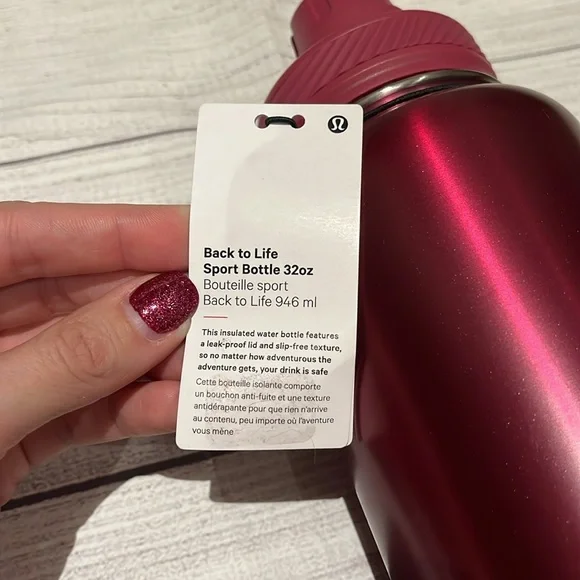 Back to Life
Sport Bottle 32oz
Bouteille sport
Back to Life 946 ml
This insulated water bottle features
a leak-proof lid and slip-free texture,
so no matter how adventurous the
adventure gets, your drink is safe
Cette bouteille isolante comporte
un bouchon anti-fuite et une texture
antidérapante pour que rien n'arrive
au contenu, peu importe où l'aventure
vous mène